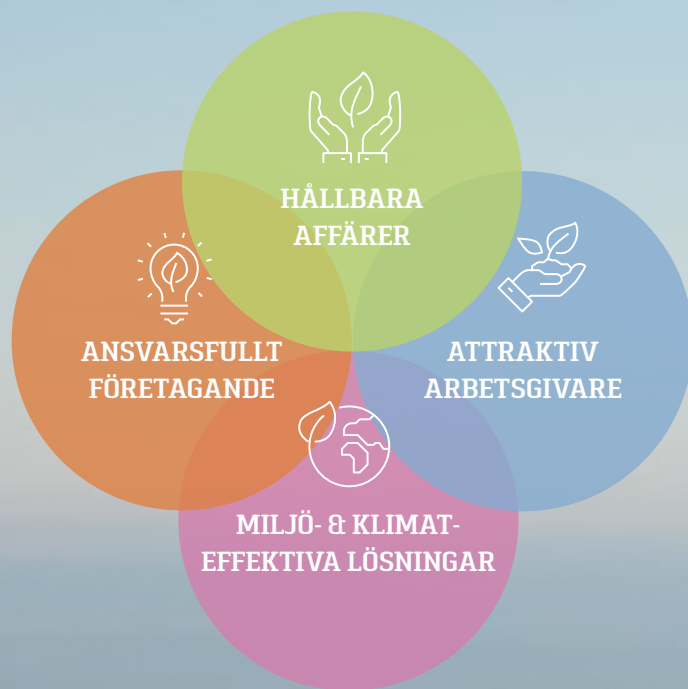 HÅLLBARA
AFFÄRER
ANSVARSFULLT
FÖRETAGANDE
ATTRAKTIV
ARBETSGIVARE
MILJÖ- & KLIMAT-
EFFEKTIVA LÖSNINGAR